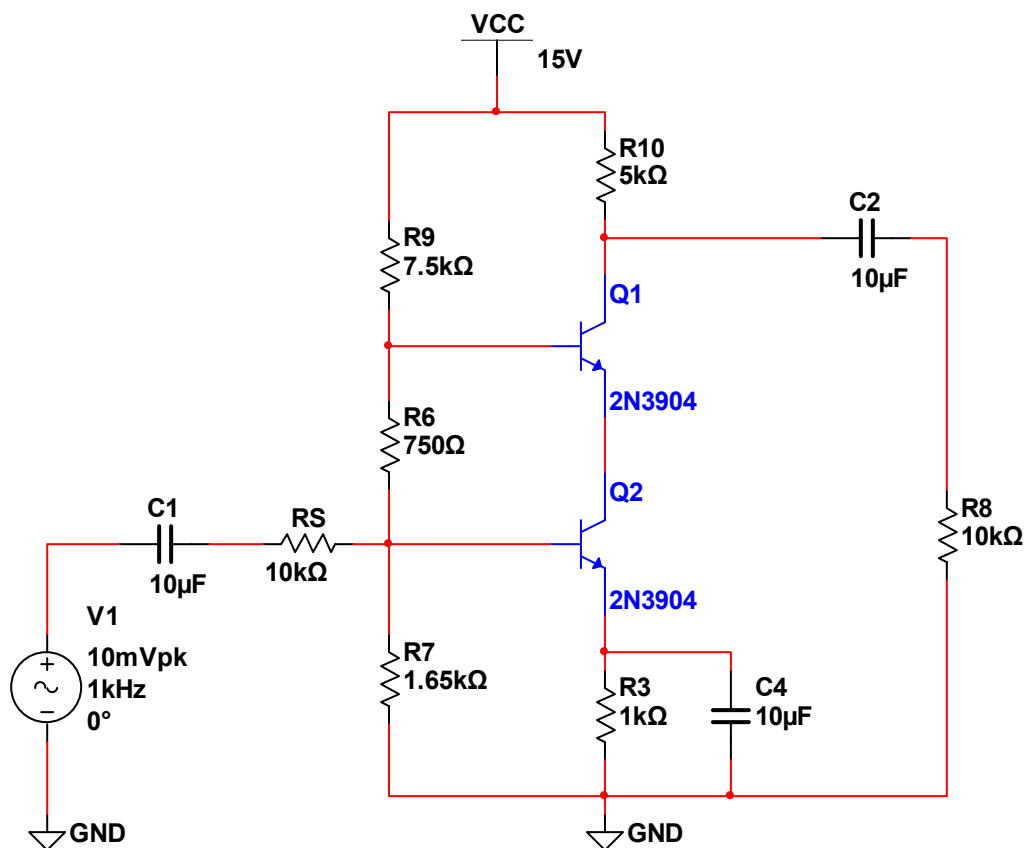 VCC
15V
R10
5kΩ
C2
10µF
R9
7.5kΩ
Q1
2N3904
R6
750Ω
Q2
2N3904
C1
10µF
RS
10kΩ
R8
10kΩ
V1
10mVpk
1kHz
0°
R7
1.65kΩ
R3
1kΩ
C4
10µF
GND
GND